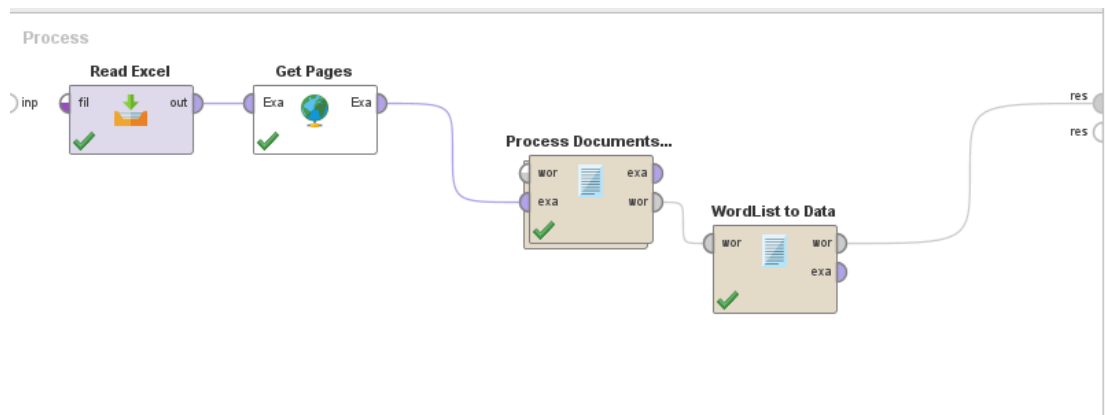 Process
Read Excel
Get Pages
inp
fil
out
Exa
Exa
res
res
Process Documents...
wor
exa
exa
wor
WordList to Data
wor
wor
exa